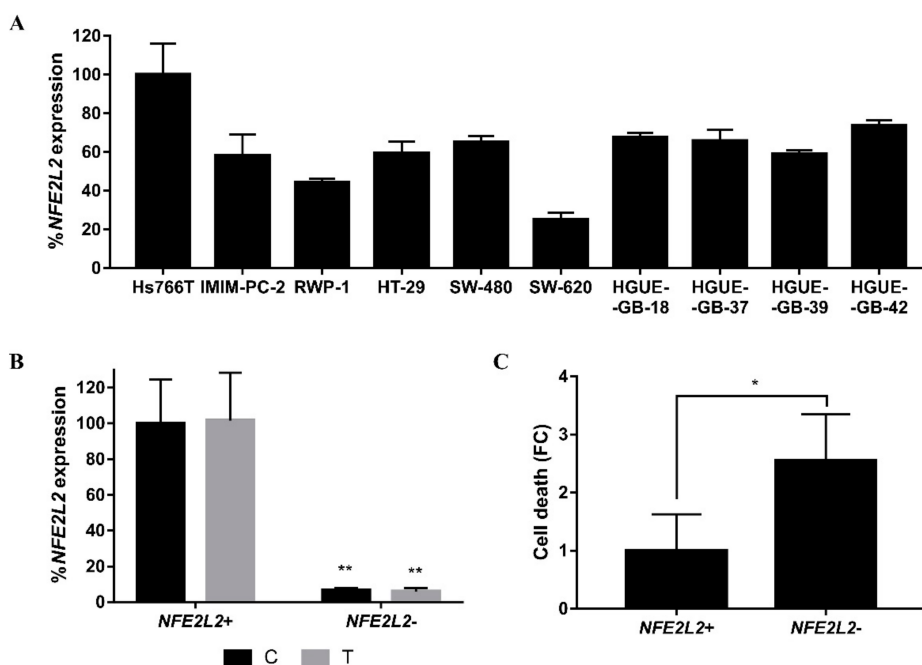 A
%NFE2L2 expression
120
100
80
60
40
20
0
Hs766T IMIM-PC-2 RWP-1 HT-29 SW-480 SW-620 HGUE- HGUE- HGUE- HGUE-
-GB-18 -GB-37 -GB-39 -GB-42
B
%NFE2L2 expression
120
100
80
60
40
20
0
** **
NFE2L2+ NFE2L2-
C T
C
Cell death (FC)
4
3
2
1
0
*
NFE2L2+ NFE2L2-